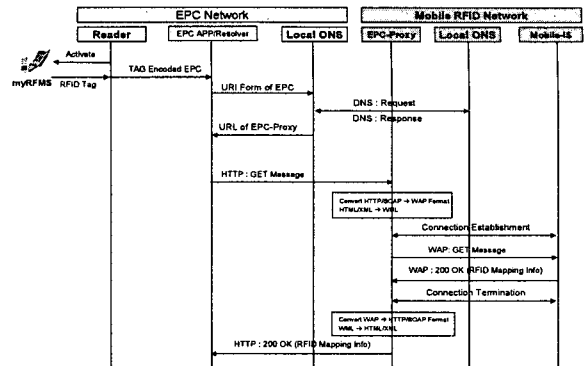 EPC Network
Mobile RFID Network
Reader
EPC APP/Resolver
Local ONS
EPC-Proxy
Local ONS
Mobile-IS
Activate
TAG Encoded EPC
myRFMS
RFID Tag
URI Form of EPC
DNS : Request
DNS : Response
URL of EPC-Proxy
HTTP : GET Message
Convert HTTP/SOAP → WAP Format
HTML/XML → WML
Connection Establishment
WAP: GET Message
WAP : 200 OK (RFID Mapping Info)
Connection Termination
Convert WAP → HTTP/SOAP Format
WML → HTML/XML
HTTP : 200 OK (RFID Mapping Info)